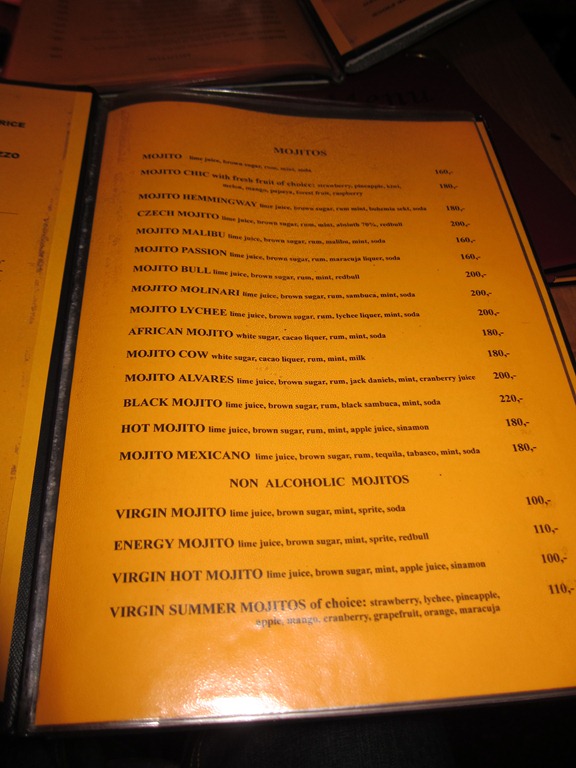 RICE
ZZO
MOJITOS
MOJITO lime juice, brown sugar, rum, mint, soda 160,-
MOJITO CHIC with fresh fruit of choice: strawberry, pineapple, kiwi, 180,-
melon, mango, papaya, forest fruit, raspberry
MOJITO HEMMINGWAY lime juice, brown sugar, rum mint, bohemia sekt, soda 180,-
CZECH MOJITO lime juice, brown sugar, rum, mint, absinth 70%, redbull 200,-
MOJITO MALIBU lime juice, brown sugar, rum, malibu, mint, soda 160,-
MOJITO PASSION lime juice, brown sugar, rum, maracuja liquer, soda 160,-
MOJITO BULL lime juice, brown sugar, rum, mint, redbull 200,-
MOJITO MOLINARI lime juice, brown sugar, rum, sambuca, mint, soda 200,-
MOJITO LYCHEE lime juice, brown sugar, rum, lychee liquer, mint, soda 200,-
AFRICAN MOJITO white sugar, cacao liquer, rum, mint, soda 180,-
MOJITO COW white sugar, cacao liquer, rum, mint, milk 180,-
MOJITO ALVARES lime juice, brown sugar, rum, jack daniels, mint, cranberry juice 200,-
BLACK MOJITO lime juice, brown sugar, rum, black sambuca, mint, soda 220,-
HOT MOJITO lime juice, brown sugar, rum, mint, apple juice, sinamon 180,-
MOJITO MEXICANO lime juice, brown sugar, rum, tequila, tabasco, mint, soda 180,-
NON ALCOHOLIC MOJITOS
VIRGIN MOJITO lime juice, brown sugar, mint, sprite, soda 100,-
ENERGY MOJITO lime juice, brown sugar, mint, sprite, redbull 110,-
VIRGIN HOT MOJITO lime juice, brown sugar, mint, apple juice, sinamon 100,-
VIRGIN SUMMER MOJITOS of choice: strawberry, lychee, pineapple, 110,-
apple, mango, cranberry, grapefruit, orange, maracuja